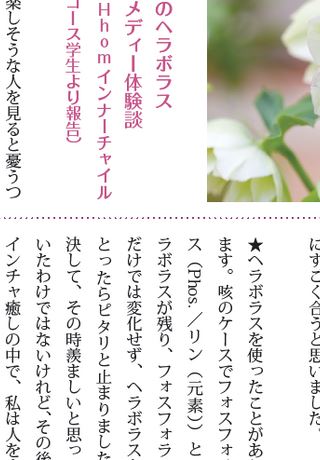 のヘラボラス
メディー体験談
Hhomインナーチャイル
コース学生より報告）
楽しそうな人を見ると憂うつ
にすごく合うと思いました。
★ヘラボラスを使ったことがあ
ます。咳のケースでフォスフォ
ス（Phos.／リン（元素））と
ラボラスが残り、フォスフォラ
だけでは変化せず、ヘラボラス
とったらピタリと止まりました
決して、その時羨ましいと思っ
いたわけではないけれど、その後
インチャ癒しの中で、私は人を